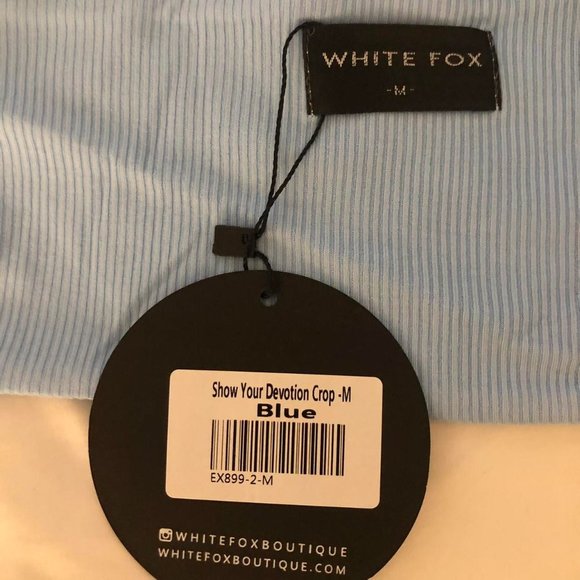 WHITE FOX
-M-
Show Your Devotion Crop -M
Blue
EX899-2-M
WHITEFOXBOUTIQUE
WHITEFOXBOUTIQUE.COM